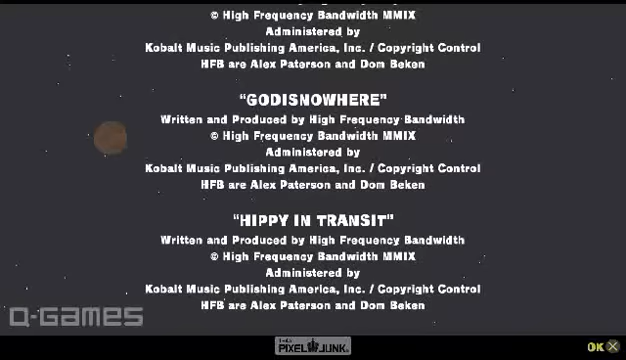 © High Frequency Bandwidth MMIX
Administered by
Kobalt Music Publishing America, Inc. / Copyright Control
HFB are Alex Paterson and Dom Beken
"GODISNOWHERE"
Written and Produced by High Frequency Bandwidth
© High Frequency Bandwidth MMIX
Administered by
Kobalt Music Publishing America, Inc. / Copyright Control
HFB are Alex Paterson and Dom Beken
"HIPPY IN TRANSIT"
Written and Produced by High Frequency Bandwidth
© High Frequency Bandwidth MMIX
Administered by
Kobalt Music Publishing America, Inc. / Copyright Control
HFB are Alex Paterson and Dom Beken
Q-GAMES
PIXELJUNK
OK